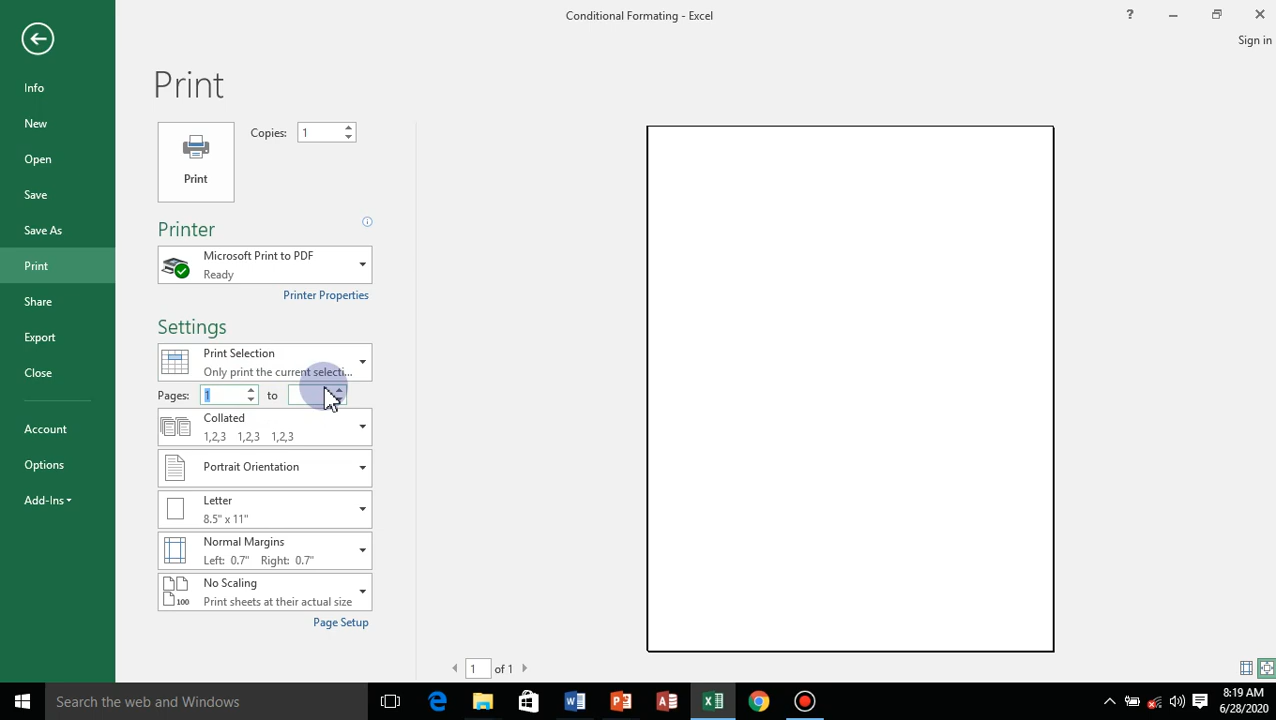 Conditional Formating - Excel
?
Sign in
Info
New
Open
Save
Save As
Print
Share
Export
Close
Account
Options
Add-Ins
Print
Print
Copies: 1
Printer
Microsoft Print to PDF
Ready
Printer Properties
Settings
Print Selection
Only print the current selecti...
Pages: 1 to
Collated
1,2,3 1,2,3 1,2,3
Portrait Orientation
Letter
8.5" x 11"
Normal Margins
Left: 0.7" Right: 0.7"
No Scaling
100 Print sheets at their actual size
Page Setup
1 of 1
Search the web and Windows
8:19 AM
6/28/2020